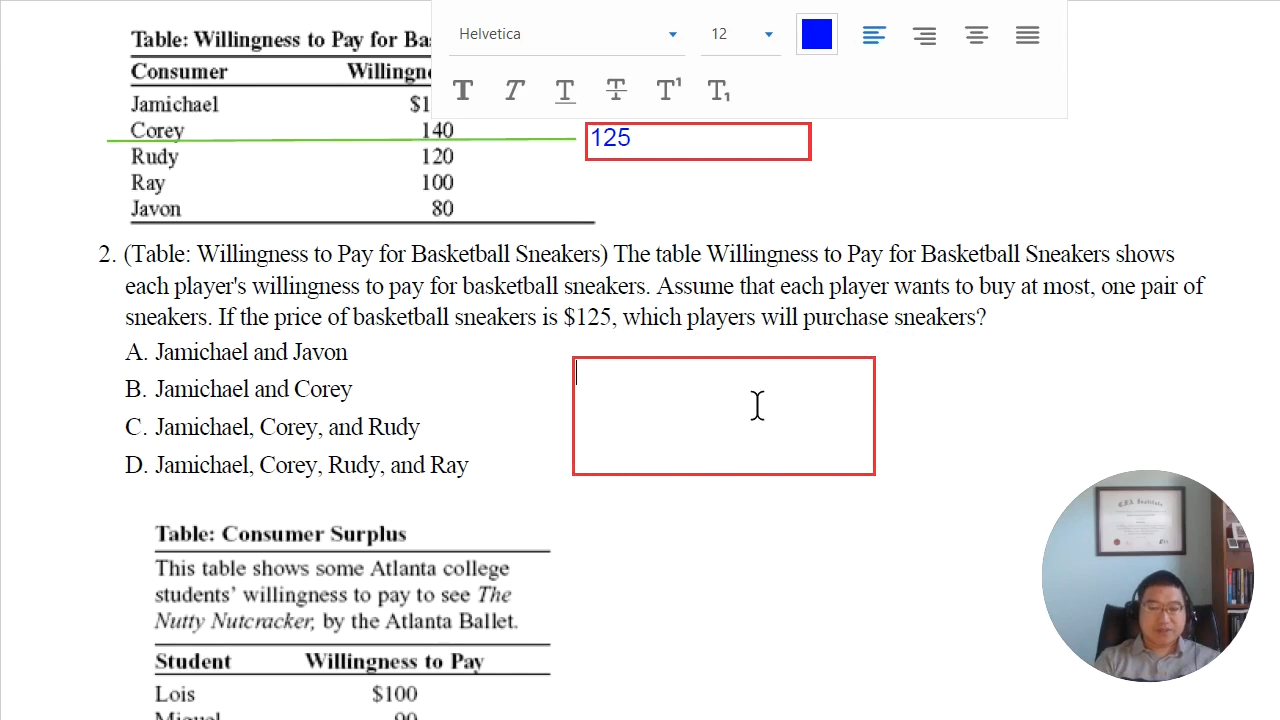 Table: Willingness to Pay for Ba
Helvetica
12
Consumer Willingn
T T T T T¹ T₁
Jamichael $1
Corey 140
125
Rudy 120
Ray 100
Javon 80
2. (Table: Willingness to Pay for Basketball Sneakers) The table Willingness to Pay for Basketball Sneakers shows
each player's willingness to pay for basketball sneakers. Assume that each player wants to buy at most, one pair of
sneakers. If the price of basketball sneakers is $125, which players will purchase sneakers?
A. Jamichael and Javon
B. Jamichael and Corey
C. Jamichael, Corey, and Rudy
D. Jamichael, Corey, Rudy, and Ray
Table: Consumer Surplus
This table shows some Atlanta college
students' willingness to pay to see The
Nutty Nutcracker, by the Atlanta Ballet.
Student Willingness to Pay
Lois $100
Miguel 90
CFA Institute